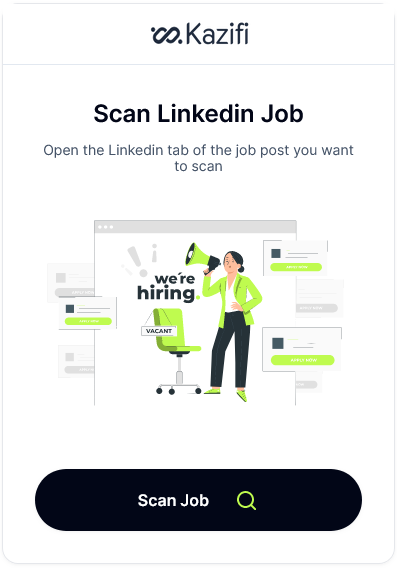 Kazifi
Scan Linkedin Job
Open the Linkedin tab of the job post you want
to scan
we're
hiring.
VACANT
Scan Job